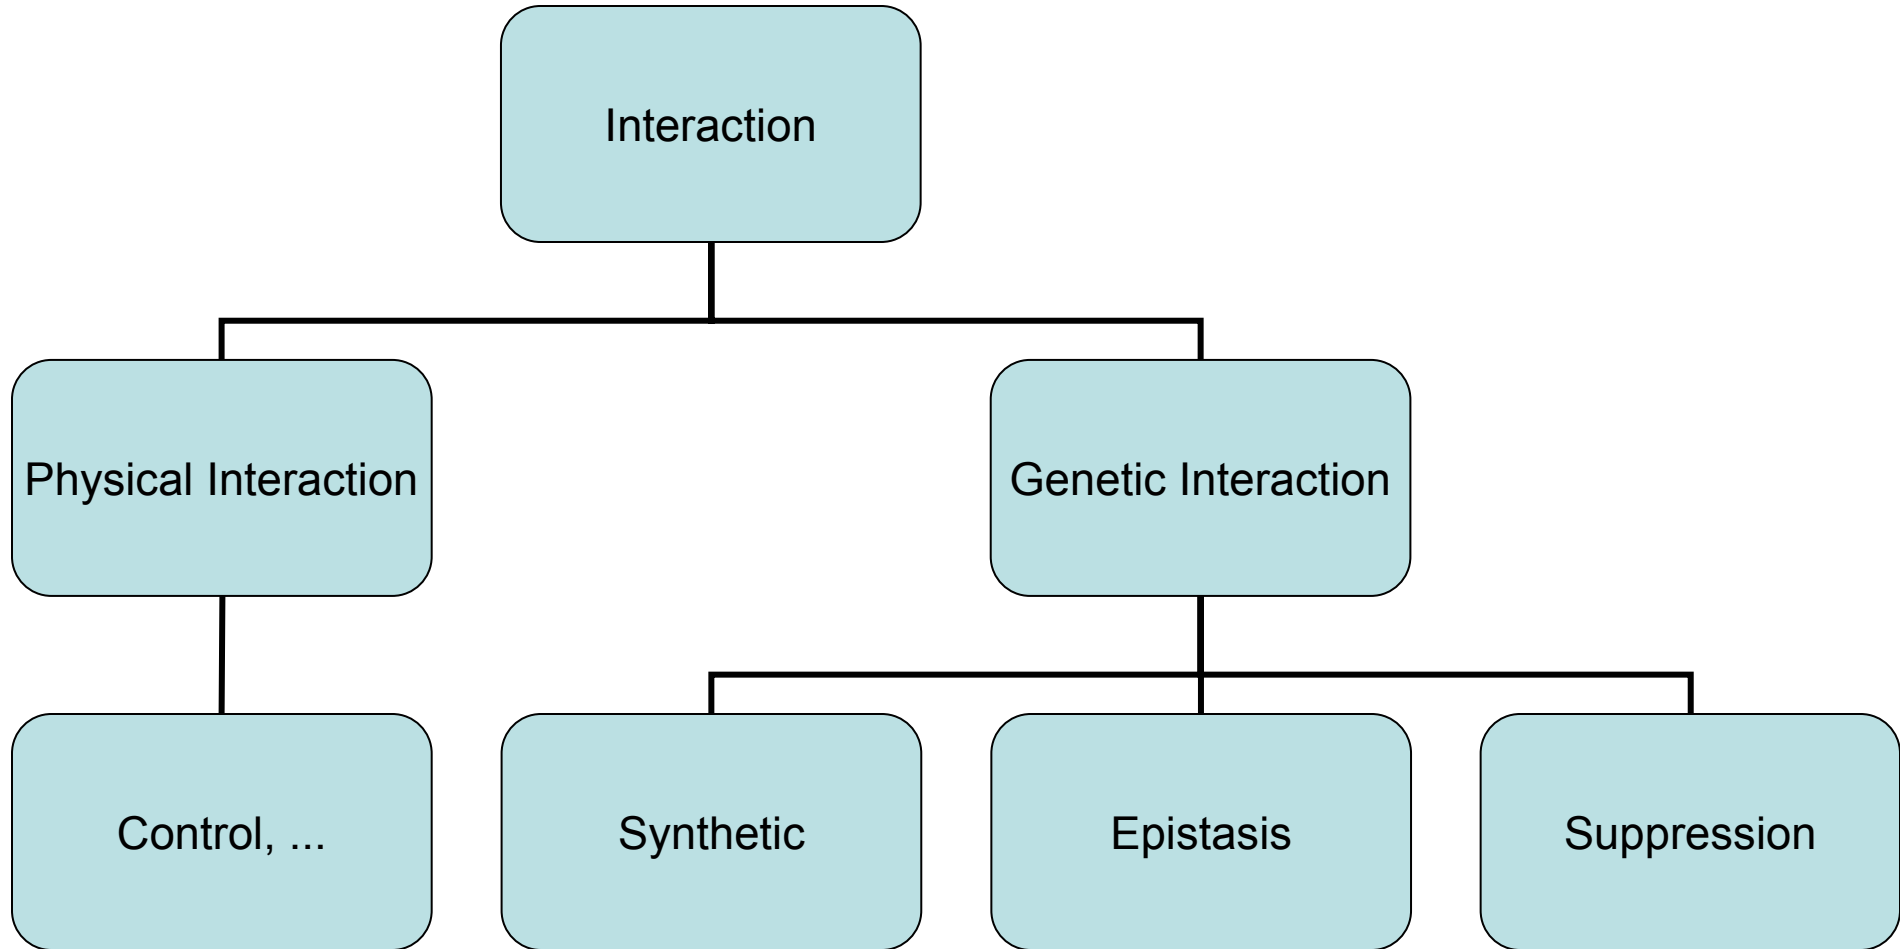 Interaction
Physical Interaction
Genetic Interaction
Control, ...
Synthetic
Epistasis
Suppression